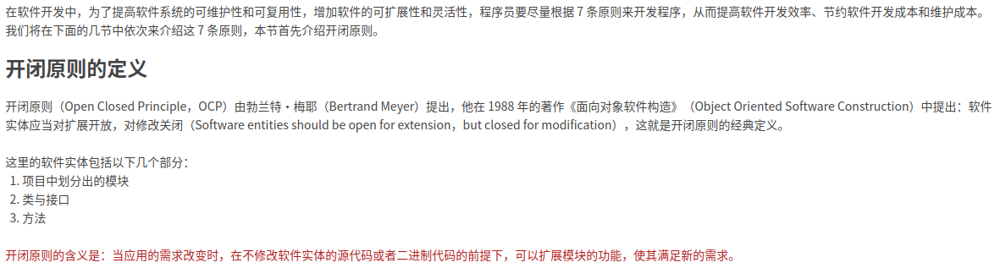 在软件开发中，为了提高软件系统的可维护性和可复用性，增加软件的可扩展性和灵活性，程序员要尽量根据 7 条原则来开发程序，从而提高软件开发效率、节约软件开发成本和维护成本。
我们将在下面的几节中依次来介绍这 7 条原则，本节首先介绍开闭原则。
开闭原则的定义
开闭原则（Open Closed Principle，OCP）由勃兰特·梅耶（Bertrand Meyer）提出，他在 1988 年的著作《面向对象软件构造》（Object Oriented Software Construction）中提出：软件
实体应当对扩展开放，对修改关闭（Software entities should be open for extension，but closed for modification），这就是开闭原则的经典定义。
这里的软件实体包括以下几个部分：
1. 项目中划分出的模块
2. 类与接口
3. 方法
开闭原则的含义是：当应用的需求改变时，在不修改软件实体的源代码或者二进制代码的前提下，可以扩展模块的功能，使其满足新的需求。